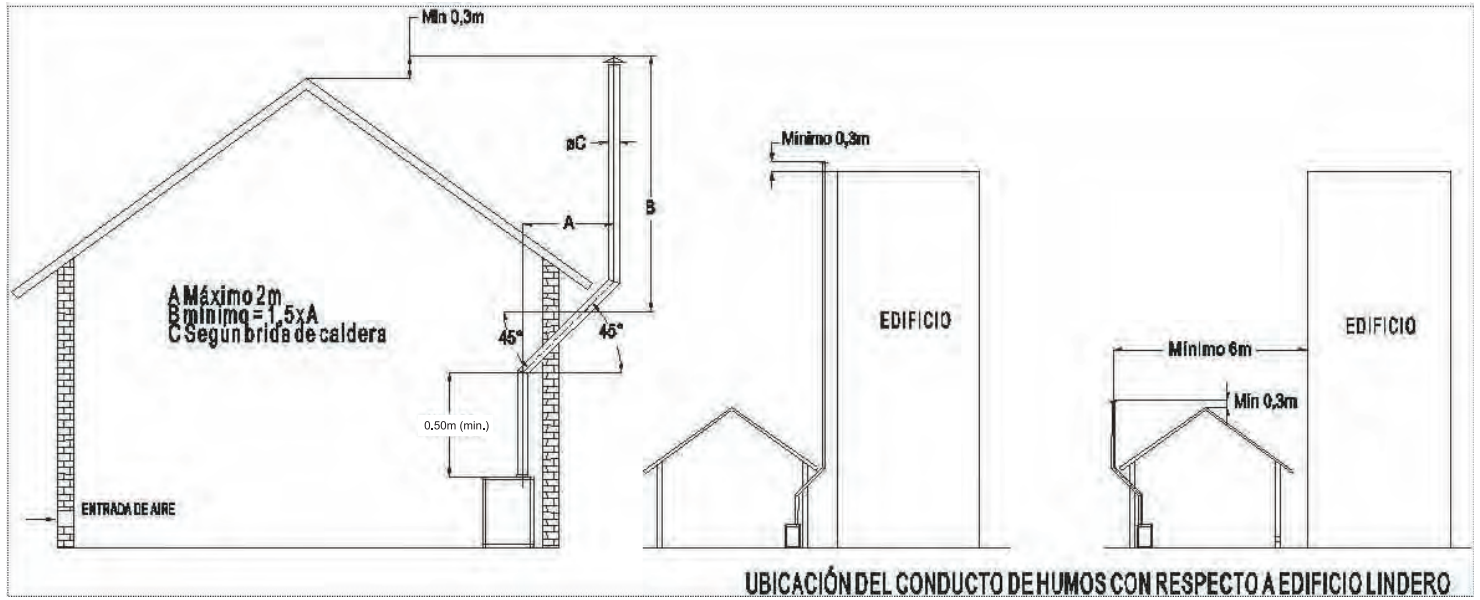 Min 0,3m
øC
A
B
A Máximo 2m
B mínimo = 1,5xA
C Según brida de caldera
45°
45°
0.50m (min.)
ENTRADA DE AIRE
Mínimo 0,3m
EDIFICIO
Mínimo 6m
Min 0,3m
EDIFICIO
UBICACIÓN DEL CONDUCTO DE HUMOS CON RESPECTO A EDIFICIO LINDERO